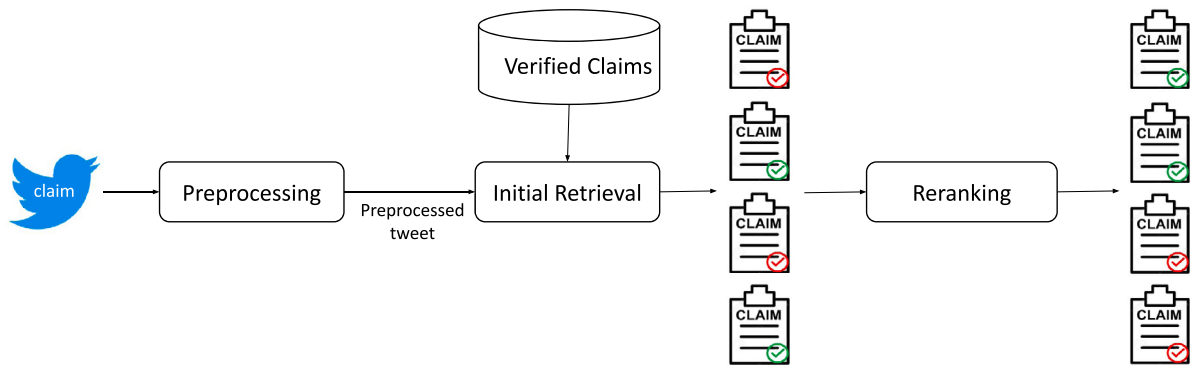 claim
Preprocessing
Preprocessed
tweet
Verified Claims
Initial Retrieval
CLAIM
CLAIM
CLAIM
CLAIM
Reranking
CLAIM
CLAIM
CLAIM
CLAIM